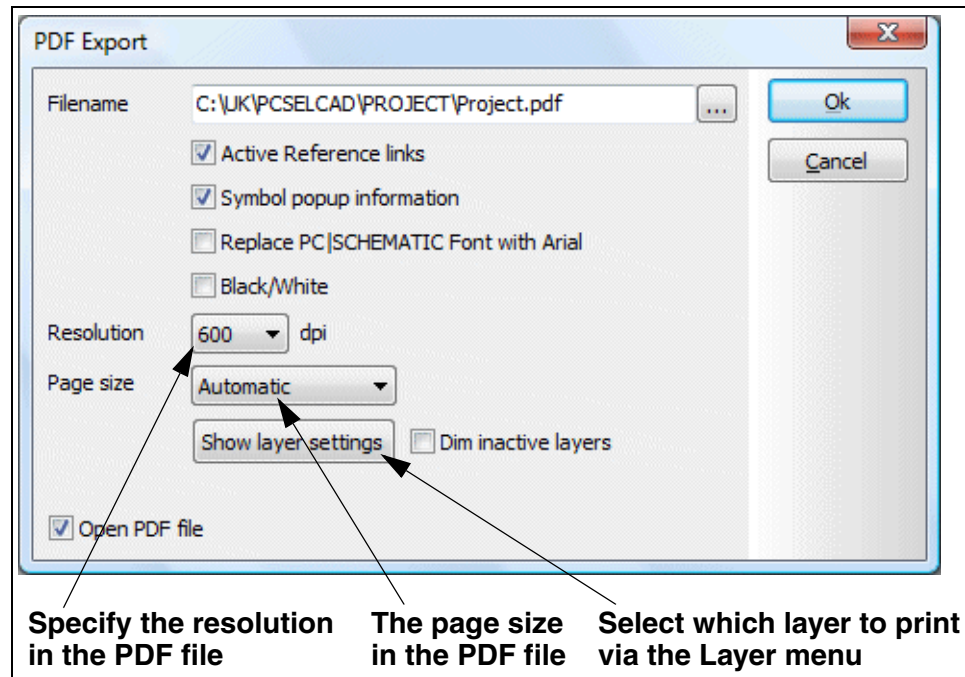 PDF Export
Filename C:\UK\PCSELCAD\PROJECT\Project.pdf ... Ok
Active Reference links Cancel
Symbol popup information
Replace PC|SCHEMATIC Font with Arial
Black/White
Resolution 600 dpi
Page size Automatic
Show layer settings Dim inactive layers
Open PDF file
Specify the resolution
in the PDF file
The page size
in the PDF file
Select which layer to print
via the Layer menu